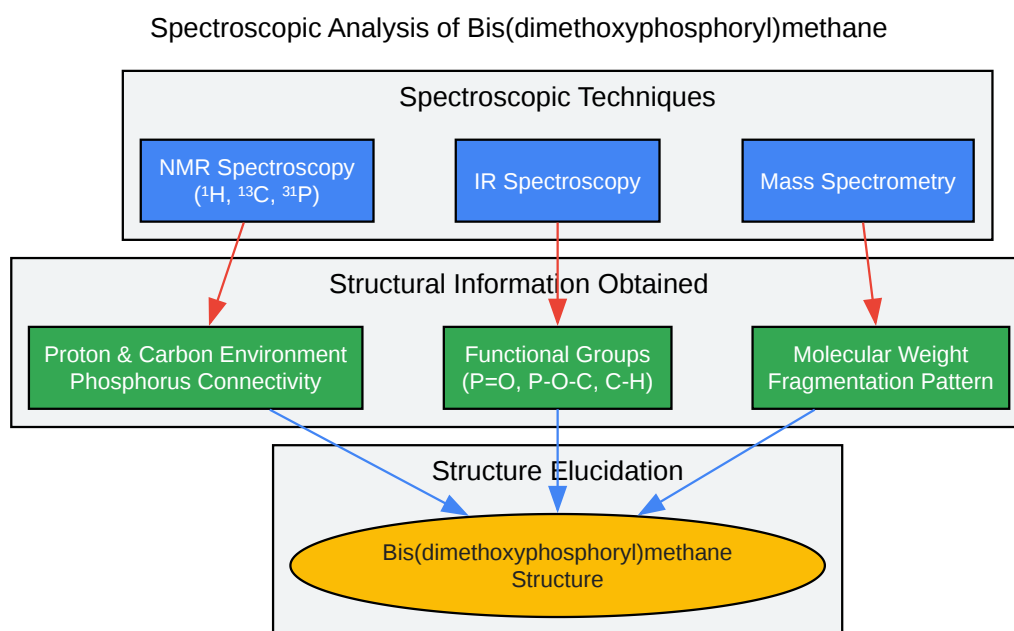 Spectroscopic Analysis of Bis(dimethoxyphosphoryl)methane
Spectroscopic Techniques
NMR Spectroscopy
(¹H, ¹³C, ³¹P)
IR Spectroscopy
Mass Spectrometry
Structural Information Obtained
Proton & Carbon Environment
Phosphorus Connectivity
Functional Groups
(P=O, P-O-C, C-H)
Molecular Weight
Fragmentation Pattern
Structure Elucidation
Bis(dimethoxyphosphoryl)methane
Structure